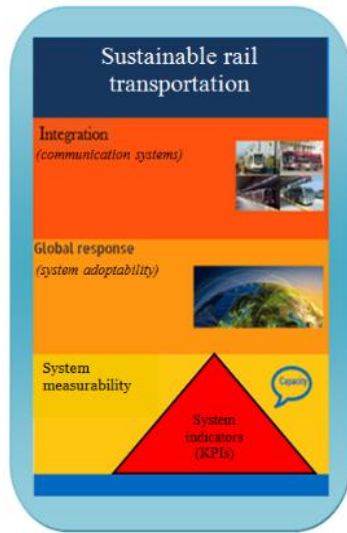 Sustainable rail
transportation
Integration
(communication systems)
Global response
(system adoptability)
System
measurability
Capacity
System
indicators
(KPIs)